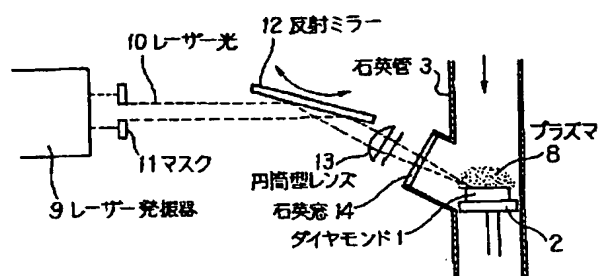 12 反射ミラー
10 レーザー光
石英管 3
プラズマ
8
11 マスク
13
円筒型レンズ
9 レーザー発振器
石英窓 14
ダイヤモンド 1
2